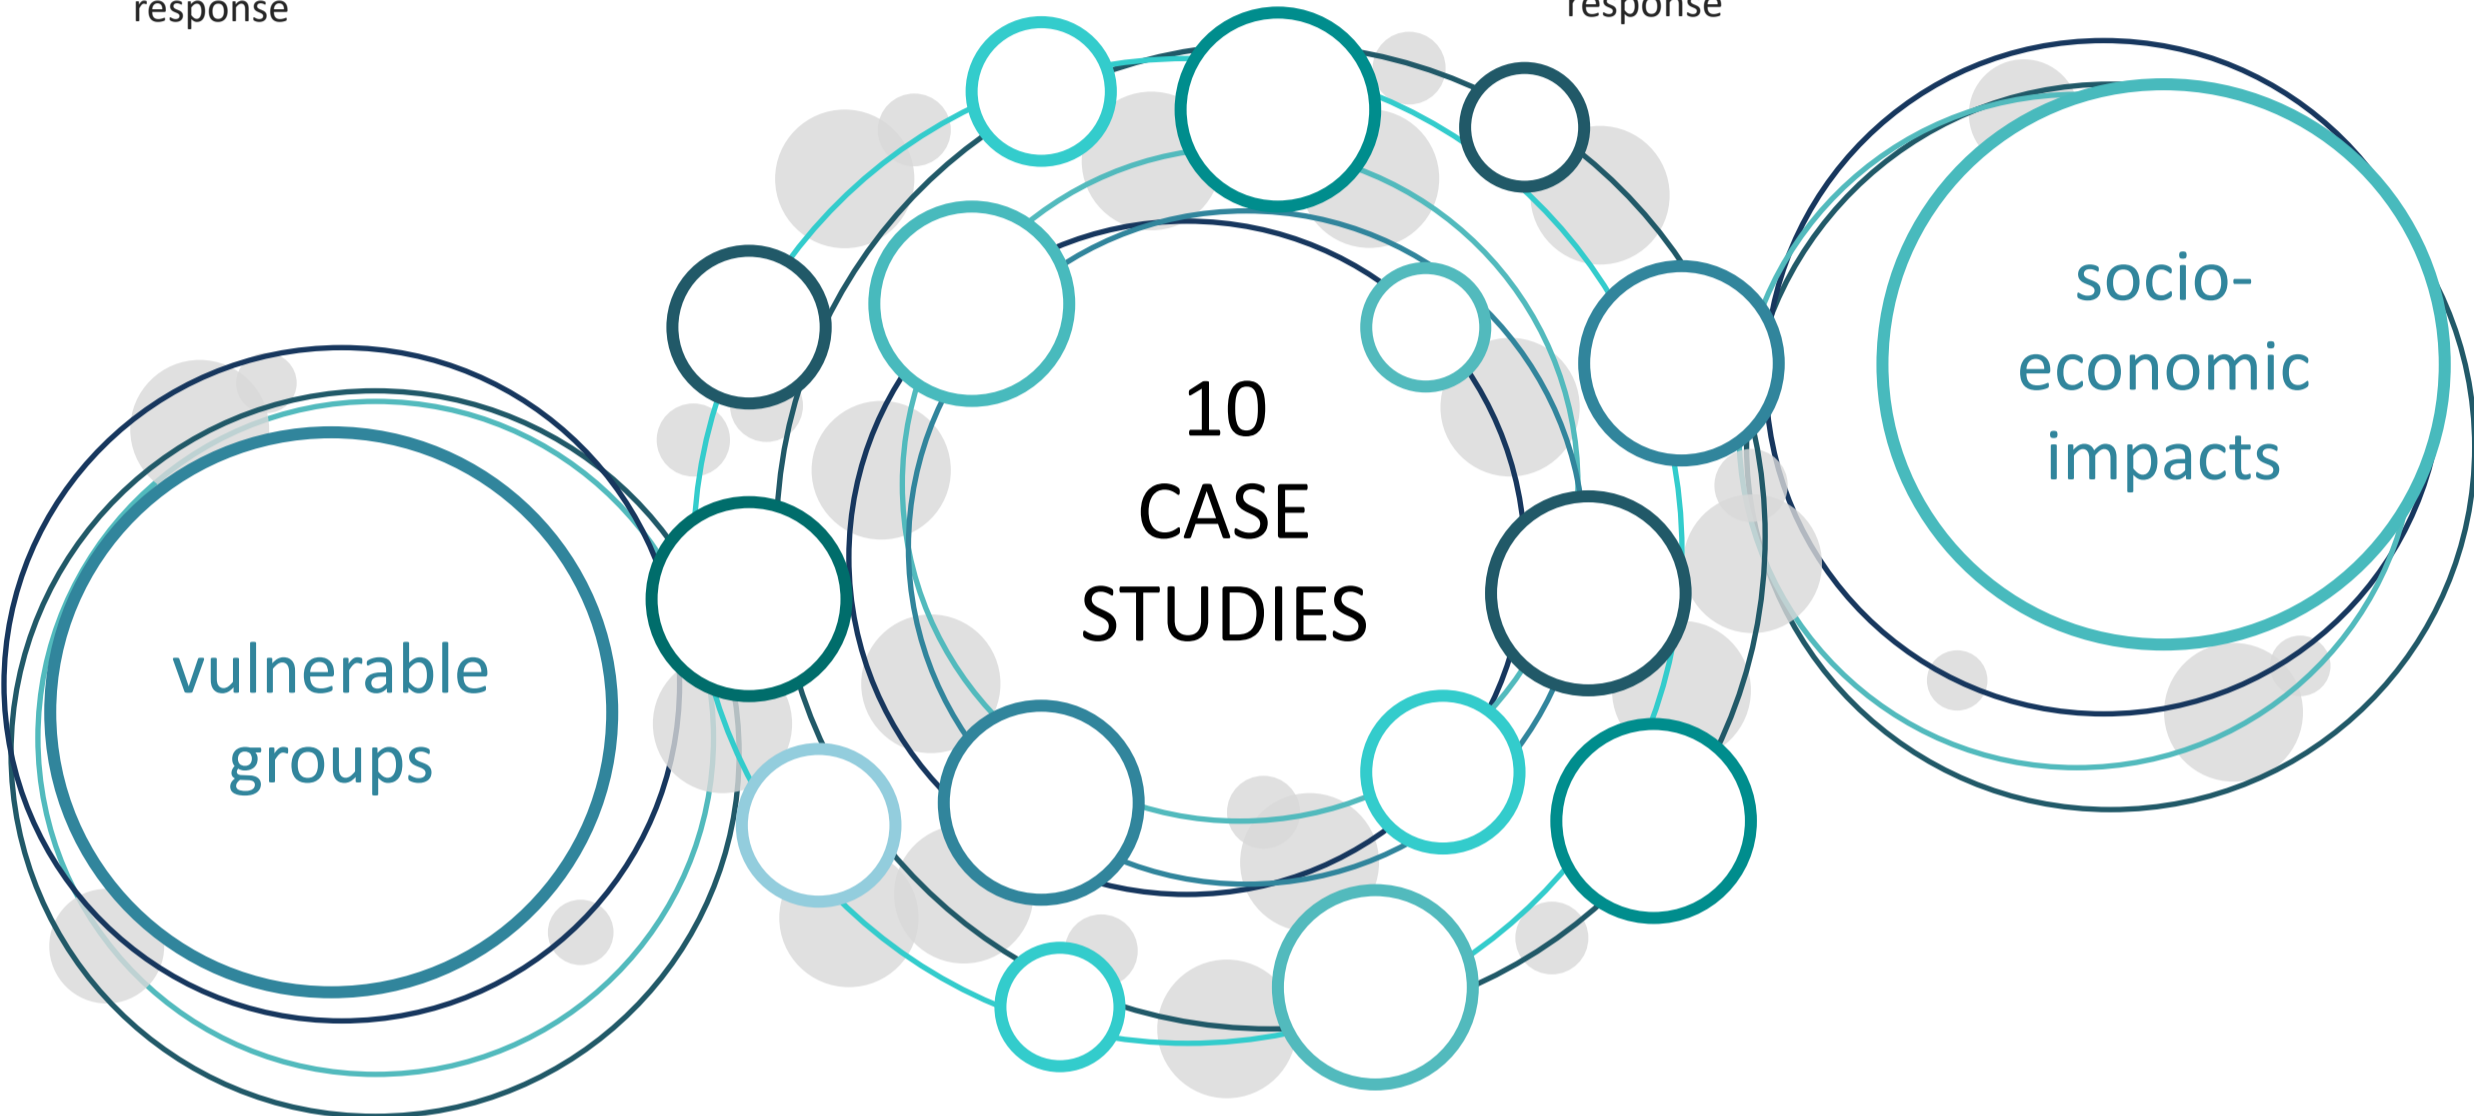 response
response
10
CASE
STUDIES
vulnerable
groups
socio-
economic
impacts